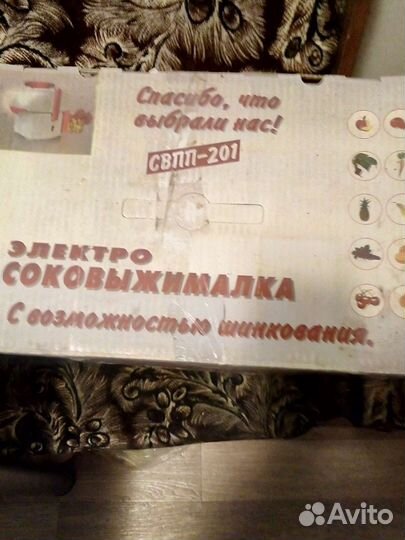 Спасибо, что
выбрали нас!
СВПП-201
ЭЛЕКТРО
СОКОВЫЖИМАЛКА
С возможностью шинкования.
Avito